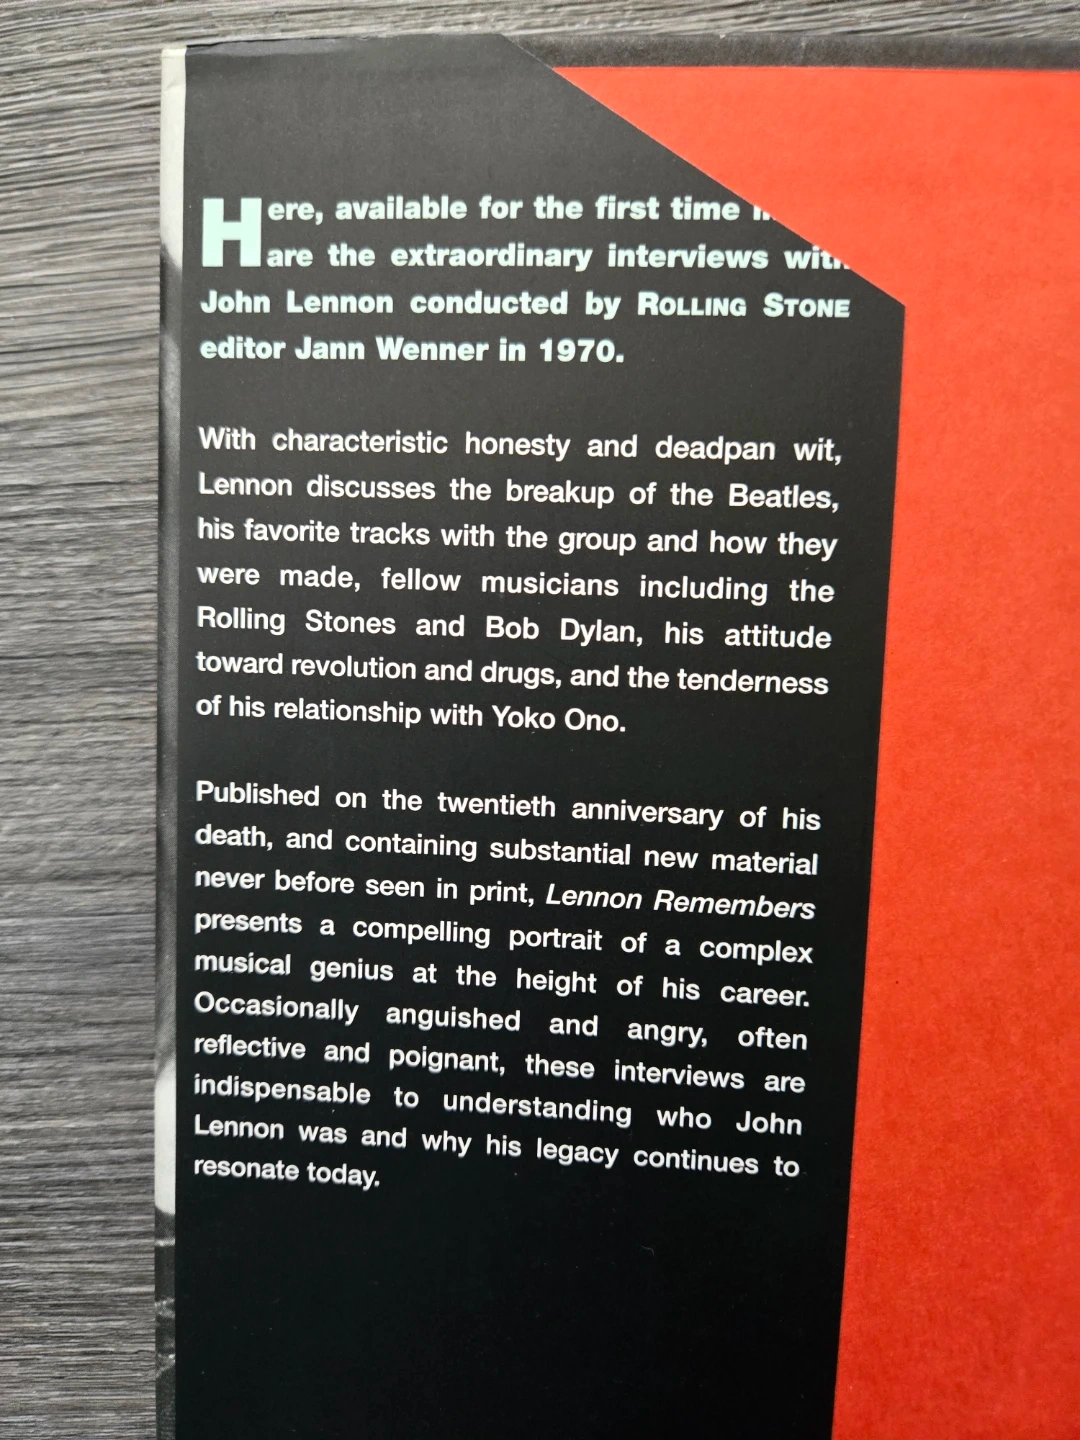 Here, available for the first time
are the extraordinary interviews with
John Lennon conducted by ROLLING STONE
editor Jann Wenner in 1970.
With characteristic honesty and deadpan wit,
Lennon discusses the breakup of the Beatles,
his favorite tracks with the group and how they
were made, fellow musicians including the
Rolling Stones and Bob Dylan, his attitude
toward revolution and drugs, and the tenderness
of his relationship with Yoko Ono.
Published on the twentieth anniversary of his
death, and containing substantial new material
never before seen in print, Lennon Remembers
presents a compelling portrait of a complex
musical genius at the height of his career.
Occasionally anguished and angry, often
reflective and poignant, these interviews are
indispensable to understanding who John
Lennon was and why his legacy continues to
resonate today.